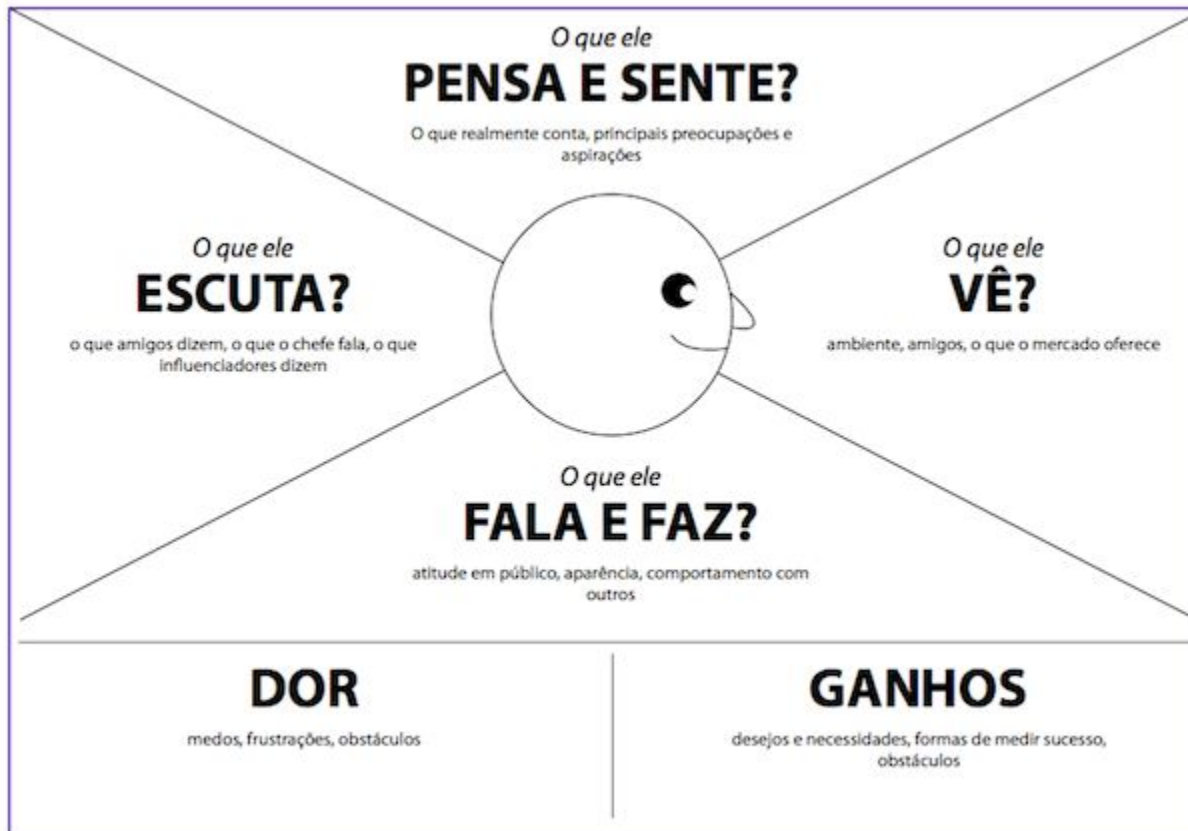 O que ele
PENSA E SENTE?
O que realmente conta, principais preocupações e
aspirações
O que ele
ESCUTA?
o que amigos dizem, o que o chefe fala, o que
influenciadores dizem
O que ele
VÊ?
ambiente, amigos, o que o mercado oferece
O que ele
FALA E FAZ?
atitude em público, aparência, comportamento com
outros
DOR
medos, frustrações, obstáculos
GANHOS
desejos e necessidades, formas de medir sucesso,
obstáculos